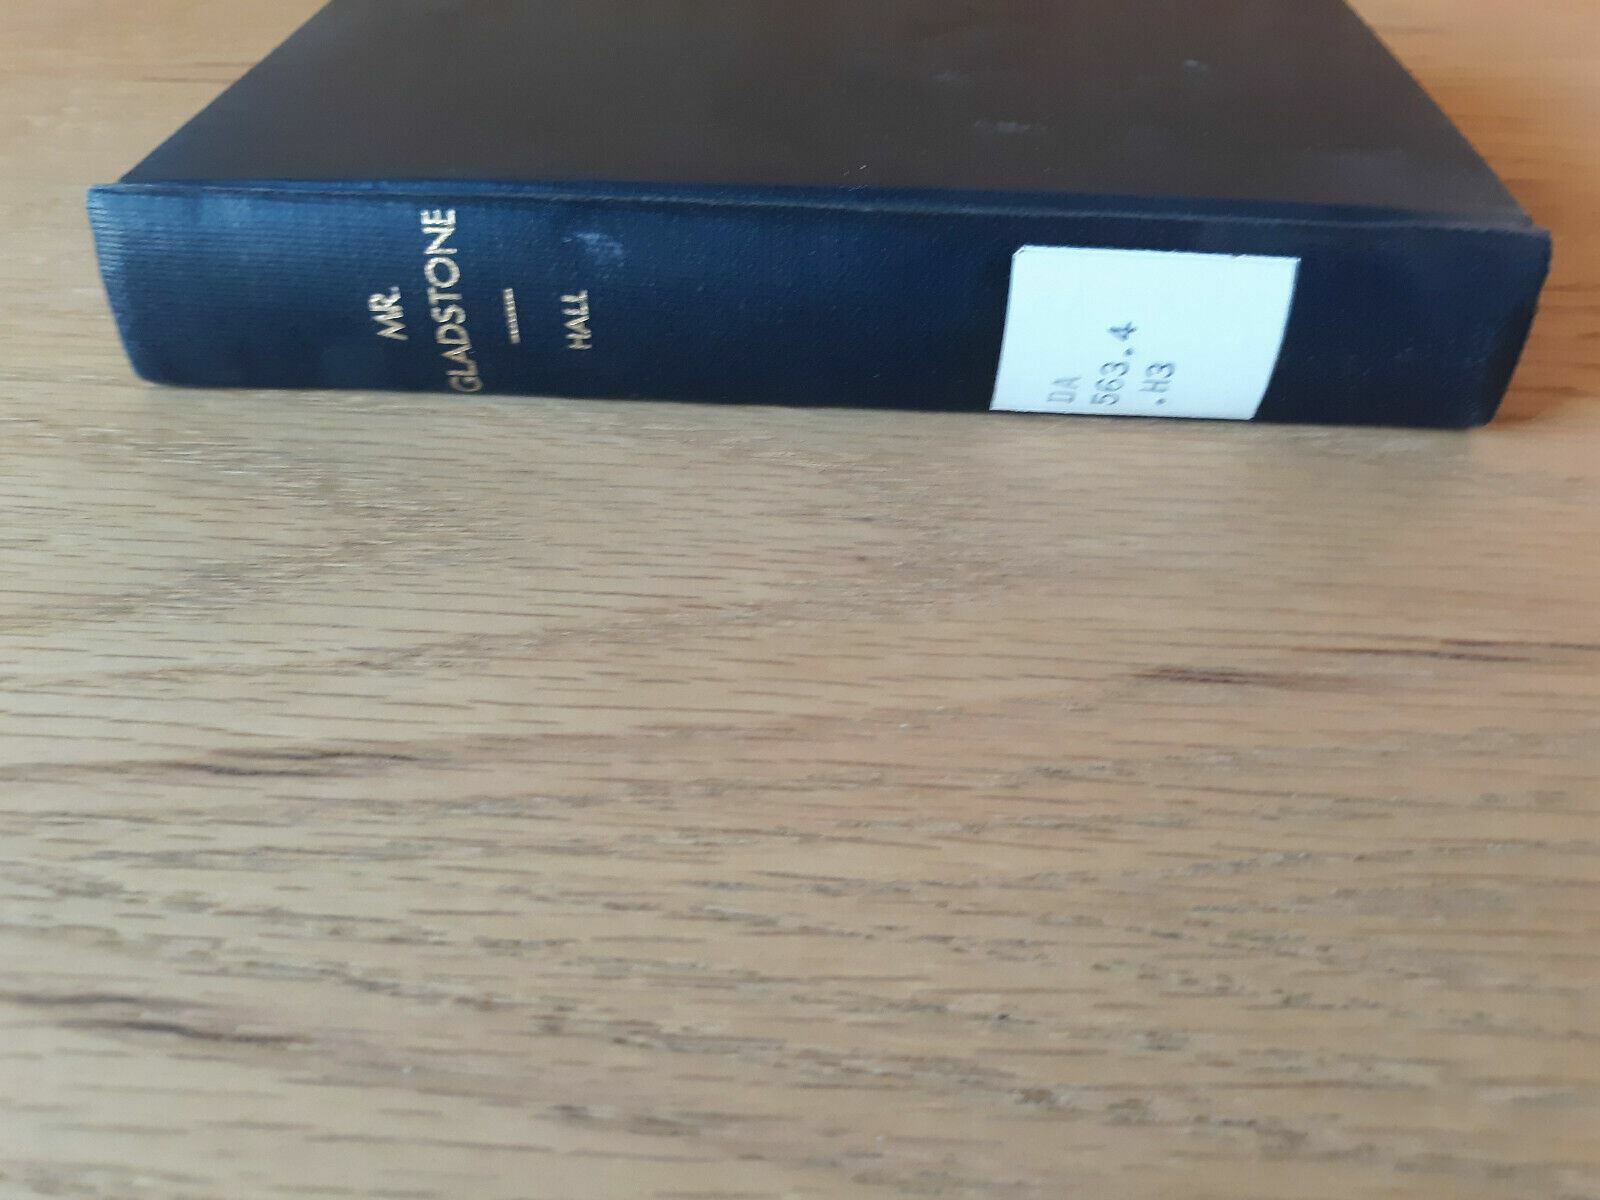 MR.
GLADSTONE
HALL
DA
563.4
.H3